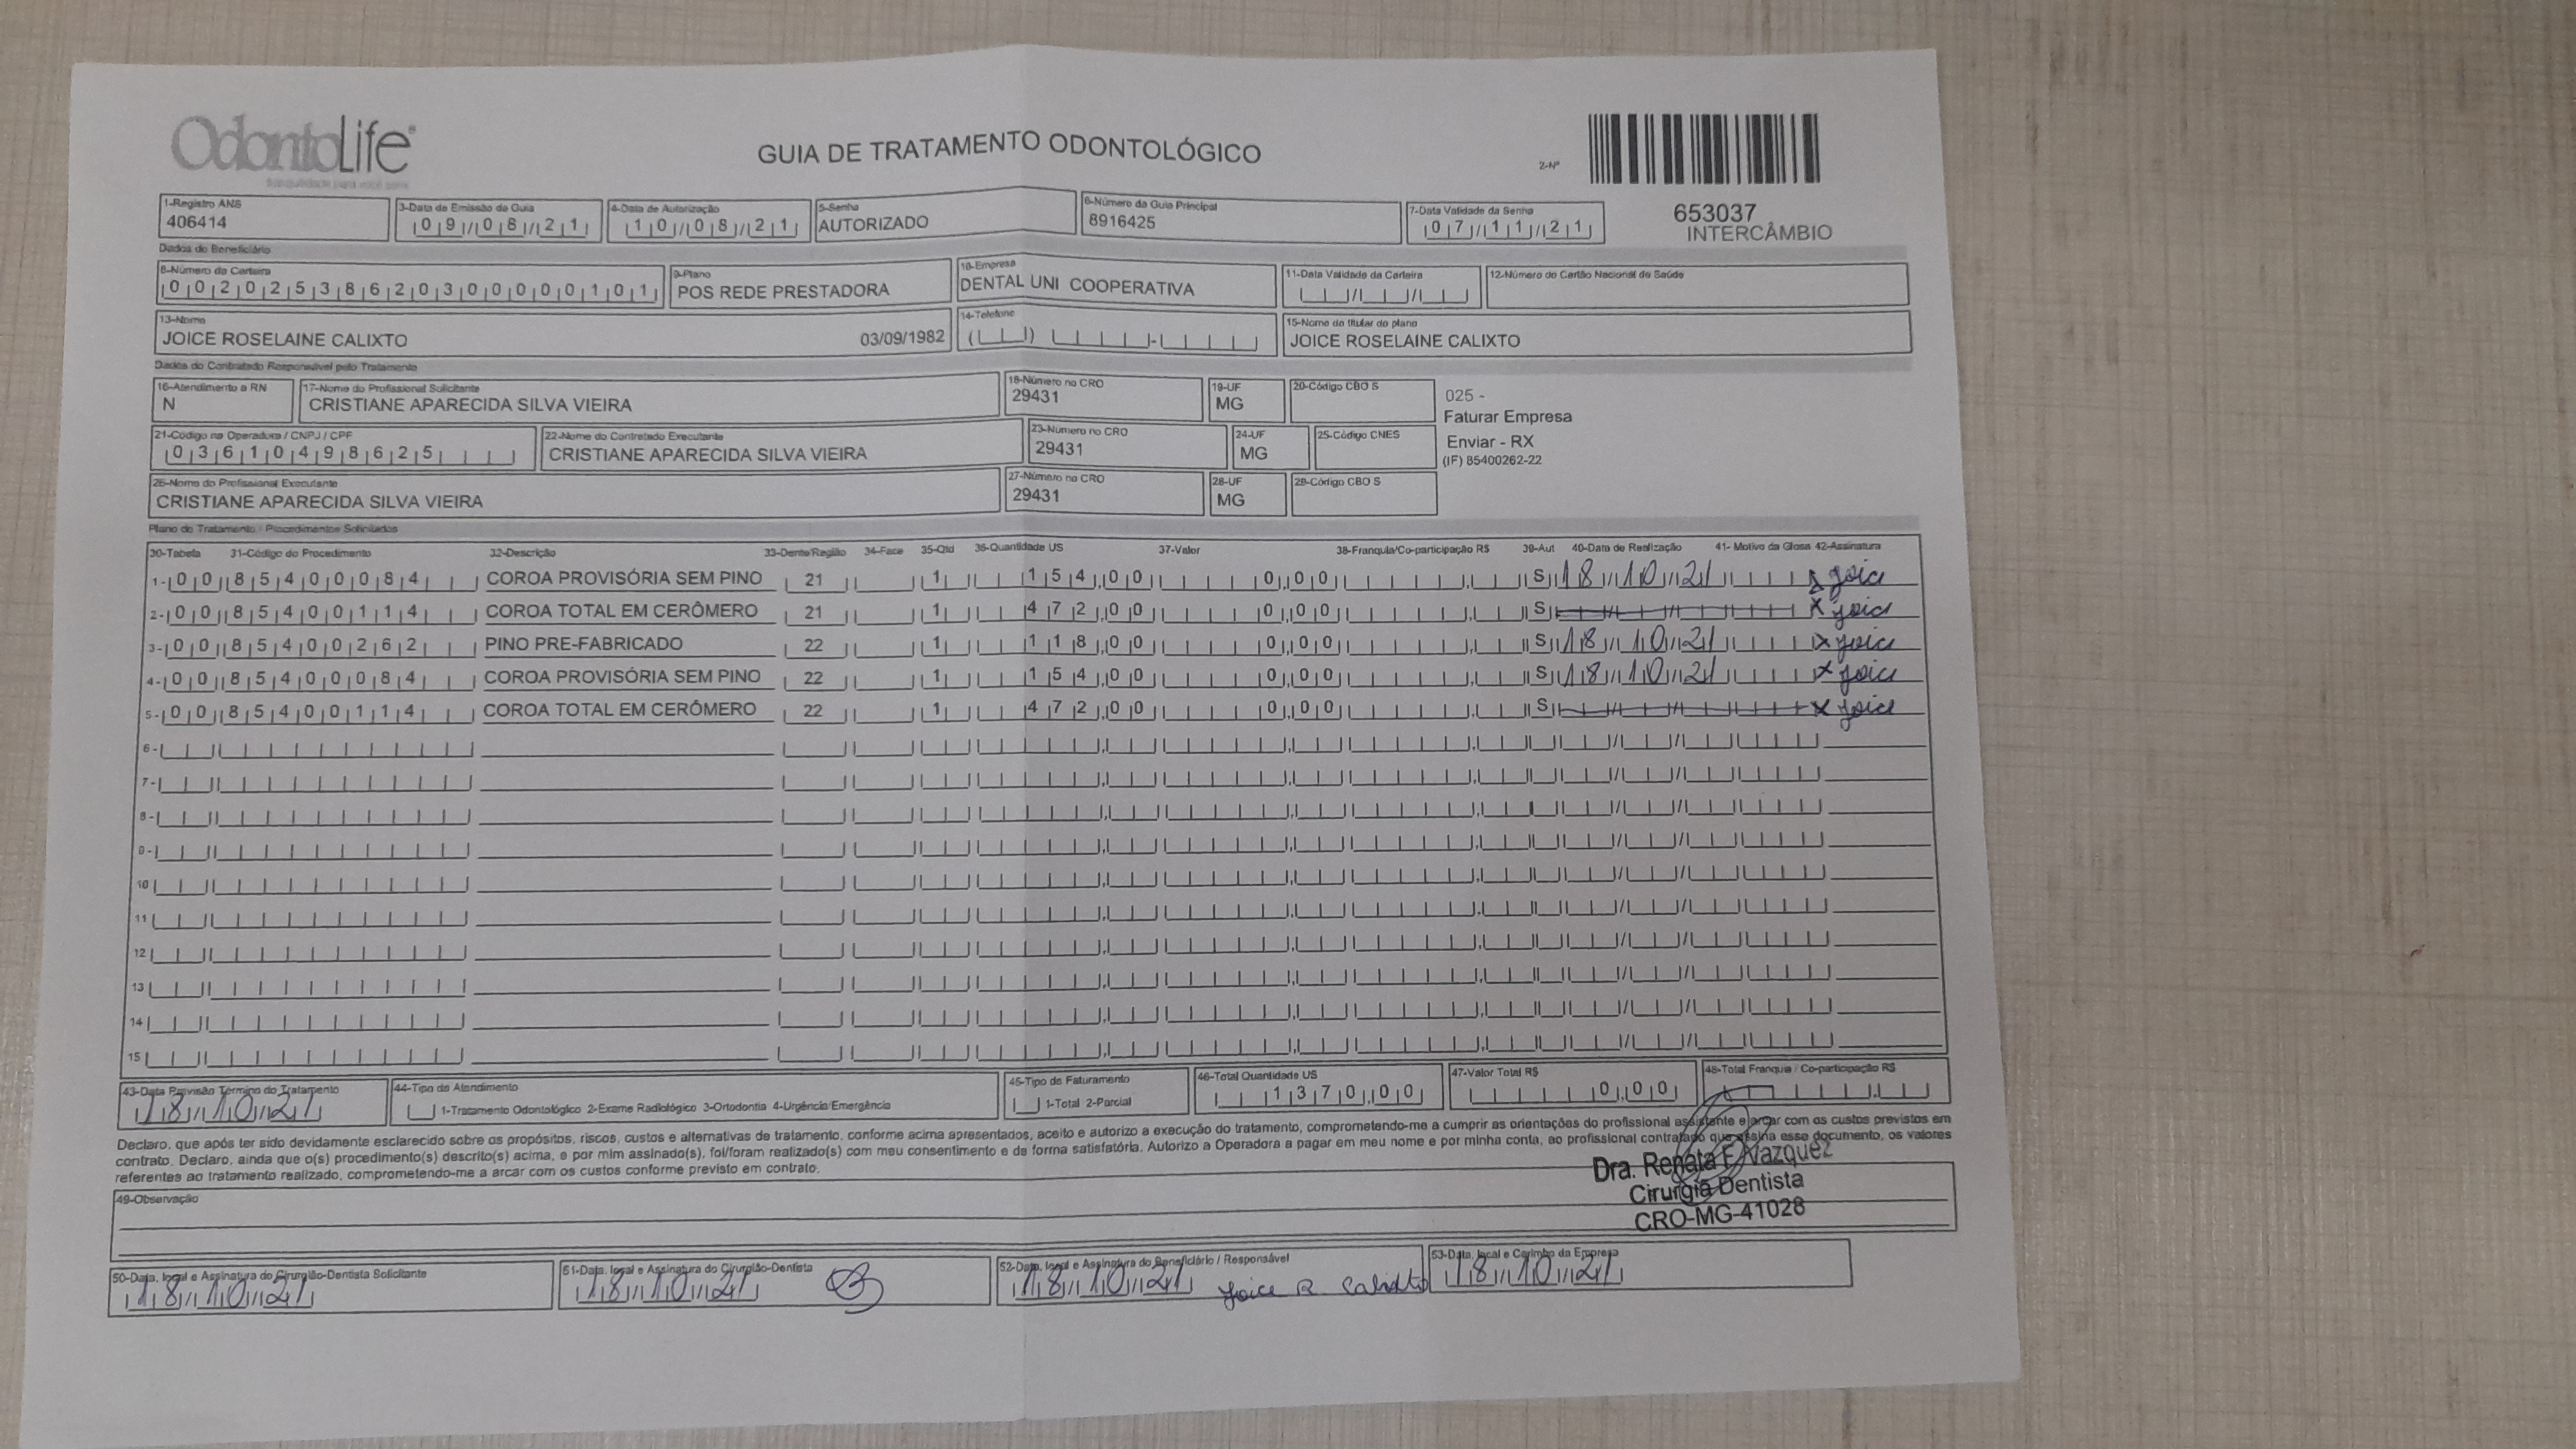 OdontoLife
GUIA DE TRATAMENTO ODONTOLÓGICO
2-Nº
1-Registro ANS
406414
3-Data de Emissão da Guia
09/08/21
4-Data de Autorização
10/08/21
5-Senha
AUTORIZADO
6-Número da Guia Principal
8916425
7-Data Validade da Senha
07/11/21
653037
INTERCÂMBIO
Dados do Beneficiário
8-Número da Carteira
00202538620300000101
9-Plano
POS REDE PRESTADORA
10-Empresa
DENTAL UNI COOPERATIVA
11-Data Validade da Carteira
12-Número do Cartão Nacional de Saúde
13-Nome
JOICE ROSELAINE CALIXTO 03/09/1982
14-Telefone
15-Nome do titular do plano
JOICE ROSELAINE CALIXTO
Dados do Contratado Responsável pelo Tratamento
16-Atendimento a RN
N
17-Nome do Profissional Solicitante
CRISTIANE APARECIDA SILVA VIEIRA
18-Número no CRO
29431
19-UF
MG
20-Código CBO S
025 -
Faturar Empresa
Enviar - RX
(IF) 85400262-22
21-Código na Operadora / CNPJ / CPF
03610498625
22-Nome do Contratado Executante
CRISTIANE APARECIDA SILVA VIEIRA
23-Número no CRO
29431
24-UF
MG
25-Código CNES
26-Nome do Profissional Executante
CRISTIANE APARECIDA SILVA VIEIRA
27-Número no CRO
29431
28-UF
MG
29-Código CBO S
Plano de Tratamento / Procedimentos Solicitados
30-Tabela 31-Código do Procedimento 32-Descrição 33-Dente/Região 34-Face 35-Qtd 36-Quantidade US 37-Valor 38-Franquia/Co-participação R$ 39-Aut 40-Data de Realização 41- Motivo da Glosa 42-Assinatura
1- 00 85400084 COROA PROVISÓRIA SEM PINO 21 1 154,00 0,00 S 18/10/21 x Joice
2- 00 85400114 COROA TOTAL EM CERÔMERO 21 1 472,00 0,00 S x Joice
3- 00 85400262 PINO PRE-FABRICADO 22 1 118,00 0,00 S 18/10/21 x Joice
4- 00 85400084 COROA PROVISÓRIA SEM PINO 22 1 154,00 0,00 S 18/10/21 x Joice
5- 00 85400114 COROA TOTAL EM CERÔMERO 22 1 472,00 0,00 S x Joice
6-
7-
8-
9-
10
11
12
13
14
15
43-Data Previsão Término do Tratamento
18/10/21
44-Tipo de Atendimento
1-Tratamento Odontológico 2-Exame Radiológico 3-Ortodontia 4-Urgência/Emergência
45-Tipo de Faturamento
1-Total 2-Parcial
46-Total Quantidade US
1370,00
47-Valor Total R$
0,00
48-Total Franquia / Co-participação R$
Declaro, que após ter sido devidamente esclarecido sobre os propósitos, riscos, custos e alternativas de tratamento, conforme acima apresentados, aceito e autorizo a execução do tratamento, comprometendo-me a cumprir as orientações do profissional assistente e arcar com os custos previstos em
contrato. Declaro, ainda que o(s) procedimento(s) descrito(s) acima, e por mim assinado(s), foi/foram realizado(s) com meu consentimento e de forma satisfatória. Autorizo a Operadora a pagar em meu nome e por minha conta, ao profissional contratado que assina esse documento, os valores
referentes ao tratamento realizado, comprometendo-me a arcar com os custos conforme previsto em contrato.
Dra. Renata F. Vazquez
Cirurgiã Dentista
CRO-MG-41028
49-Observação
50-Data, local e Assinatura do Cirurgião-Dentista Solicitante
18/10/21
51-Data, local e Assinatura do Cirurgião-Dentista
18/10/21
52-Data, local e Assinatura do Beneficiário / Responsável
18/10/21 Joice R. Calixto
53-Data, local e Carimbo da Empresa
18/10/21